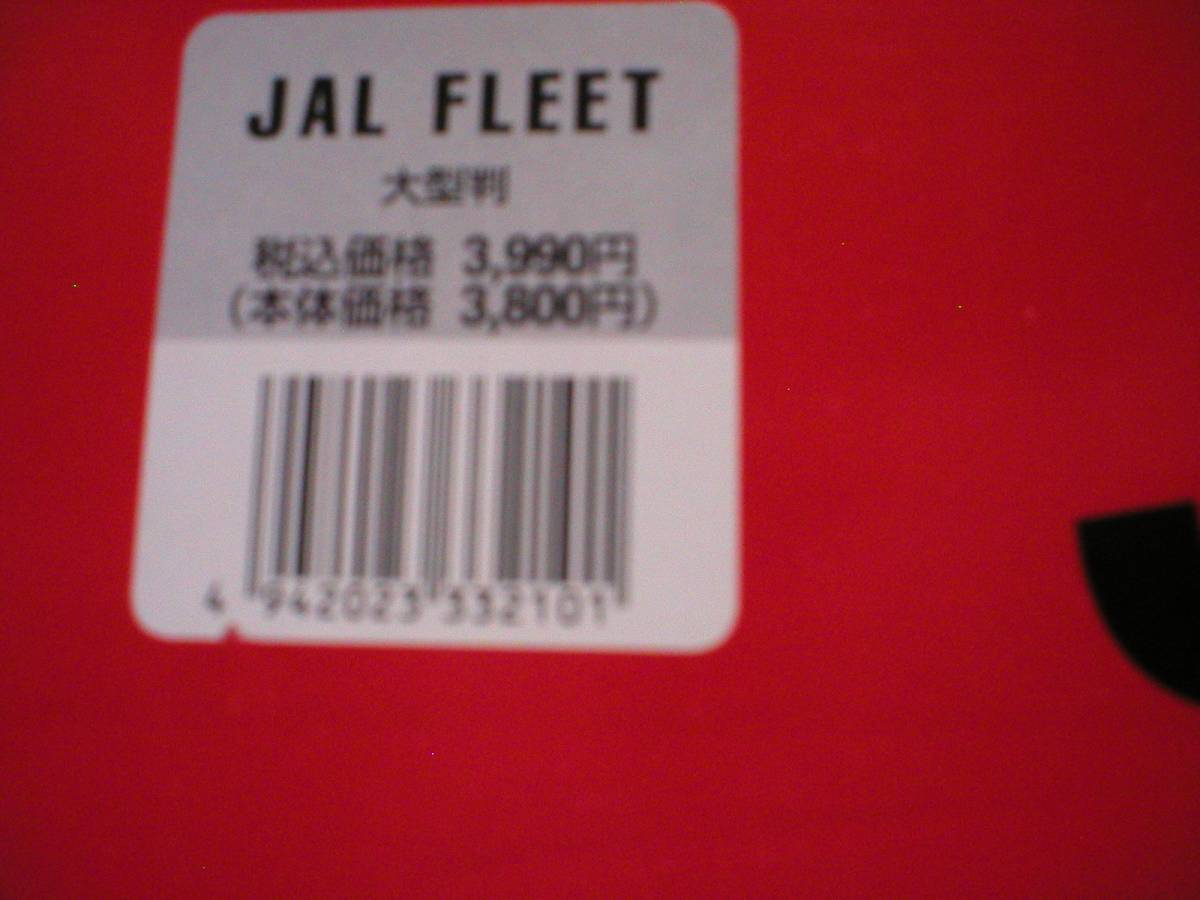 JAL FLEET
大型判
税込価格 3,990円
(本体価格 3,800円)
4 942023 332101